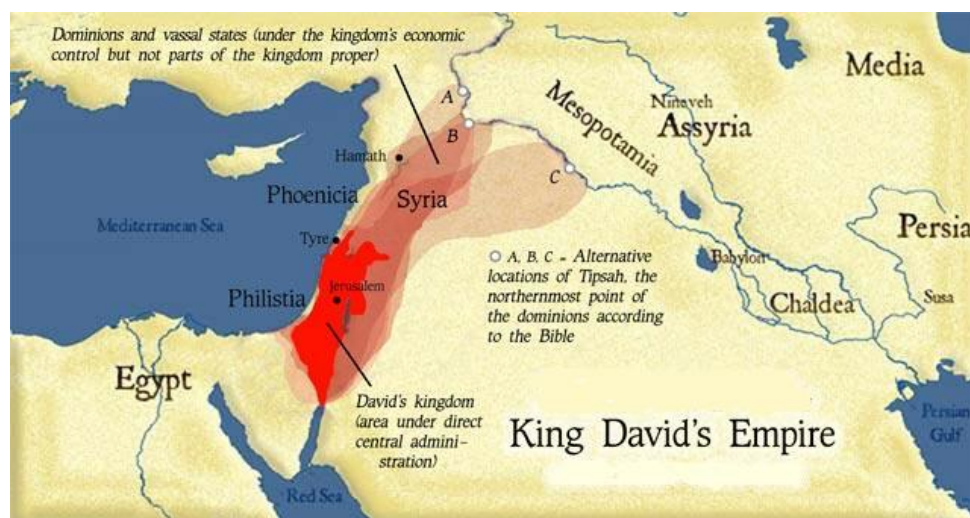 Dominions and vassal states (under the kingdom's economic
control but not parts of the kingdom proper)
Media
A
Nineveh
Assyria
Mesopotamia
B
Hamath
C
Phoenicia
Syria
Mediterranean Sea
Tyre
Persia
Babylon
A, B, C - Alternative
locations of Tipsah, the
northernmost point of
the dominions according
to the Bible
Philistia
Jerusalem
Chaldea
Susa
Egypt
David's kingdom
(area under direct
central admini-
stration)
King David's Empire
Persian
Gulf
Red Sea